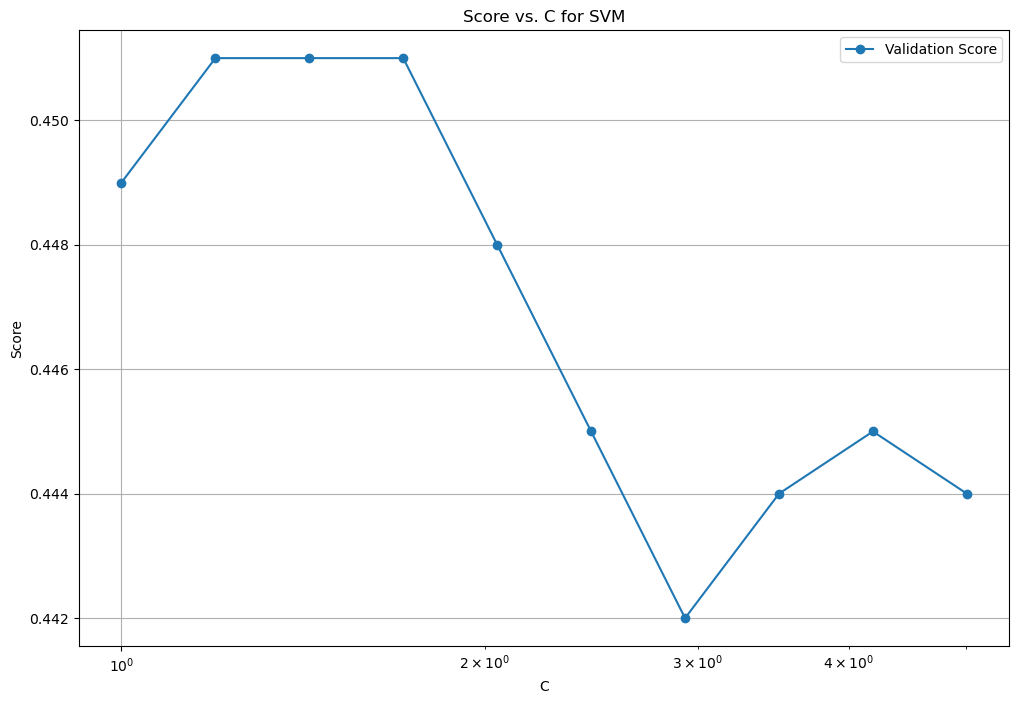 Score vs. C for SVM
Validation Score
0.450
0.448
0.446
0.444
0.442
Score
10⁰
2 × 10⁰
3 × 10⁰
4 × 10⁰
C